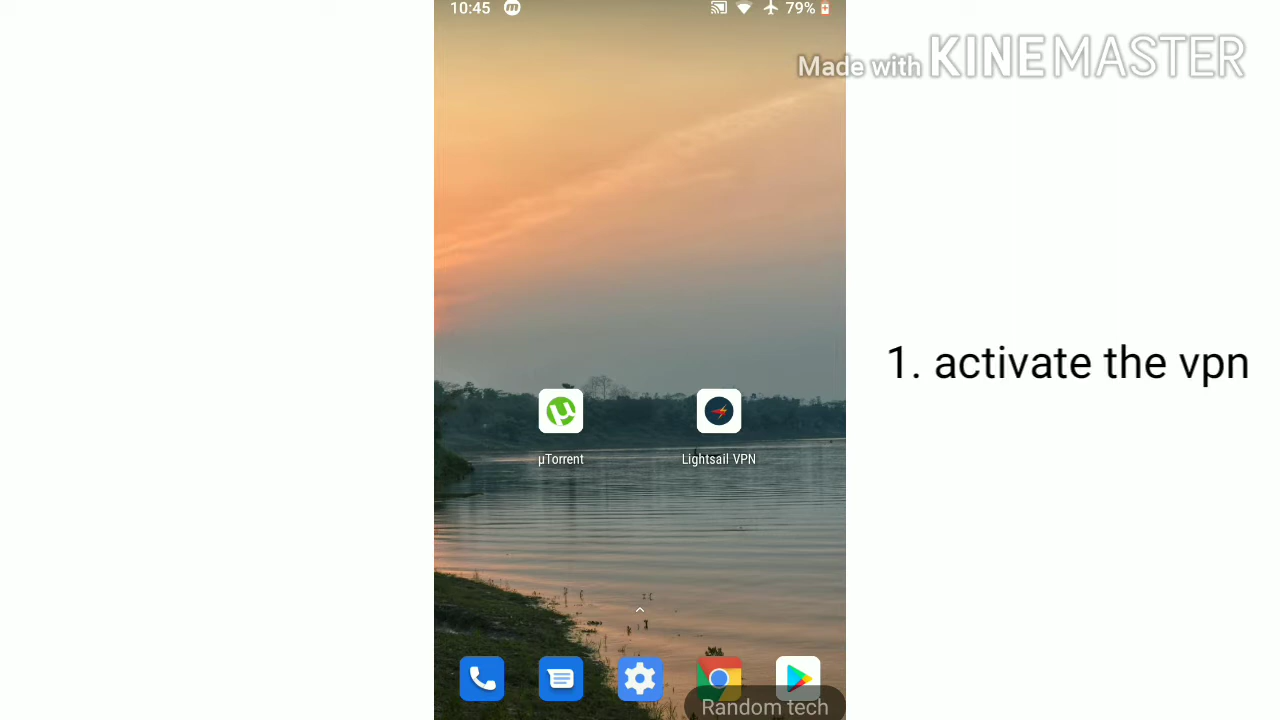 10:45
79%
Made with KINEMASTER
1. activate the vpn
µTorrent
Lightsail VPN
Random tech